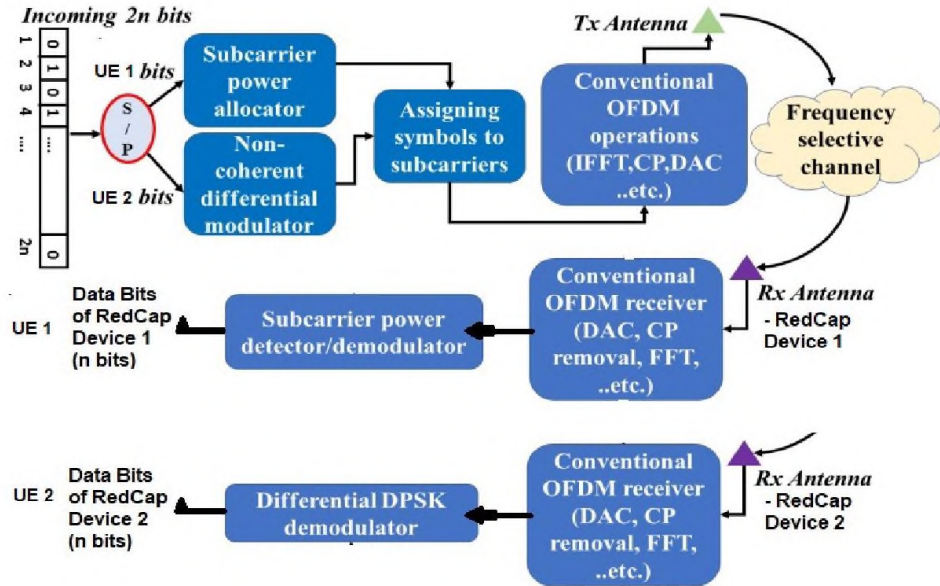 Incoming 2n bits
1
2
3
4
....
2n
0
1
0
1
....
0
S
/
P
UE 1 bits
UE 2 bits
Subcarrier
power
allocator
Non-
coherent
differential
modulator
Assigning
symbols to
subcarriers
Conventional
OFDM
operations
(IFFT,CP,DAC
..etc.)
Tx Antenna
Frequency
selective
channel
UE 1
Data Bits
of RedCap
Device 1
(n bits)
Subcarrier power
detector/demodulator
Conventional
OFDM receiver
(DAC, CP
removal, FFT,
..etc.)
Rx Antenna
- RedCap
Device 1
UE 2
Data Bits
of RedCap
Device 2
(n bits)
Differential DPSK
demodulator
Conventional
OFDM receiver
(DAC, CP
removal, FFT,
..etc.)
Rx Antenna
- RedCap
Device 2